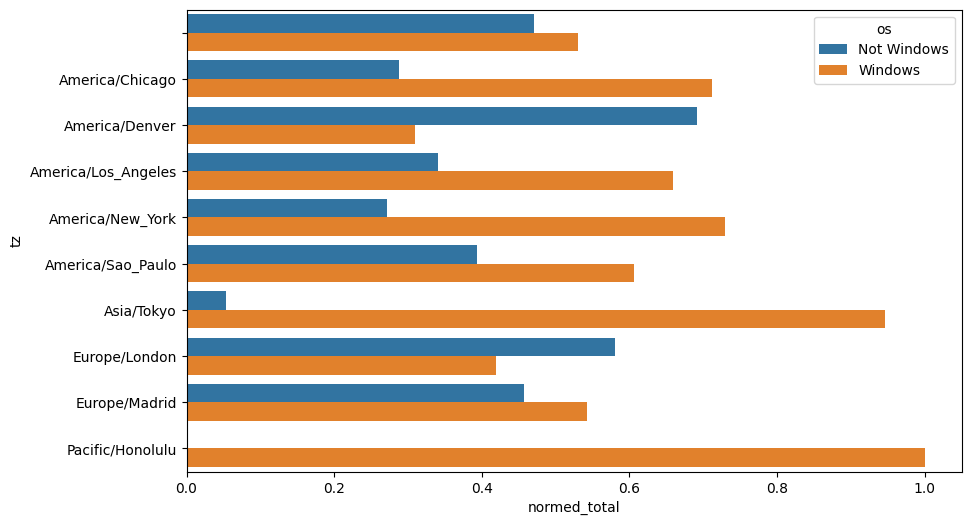 os
Not Windows
Windows
America/Chicago
America/Denver
America/Los_Angeles
America/New_York
America/Sao_Paulo
Asia/Tokyo
Europe/London
Europe/Madrid
Pacific/Honolulu
tz
0.0 0.2 0.4 0.6 0.8 1.0
normed_total